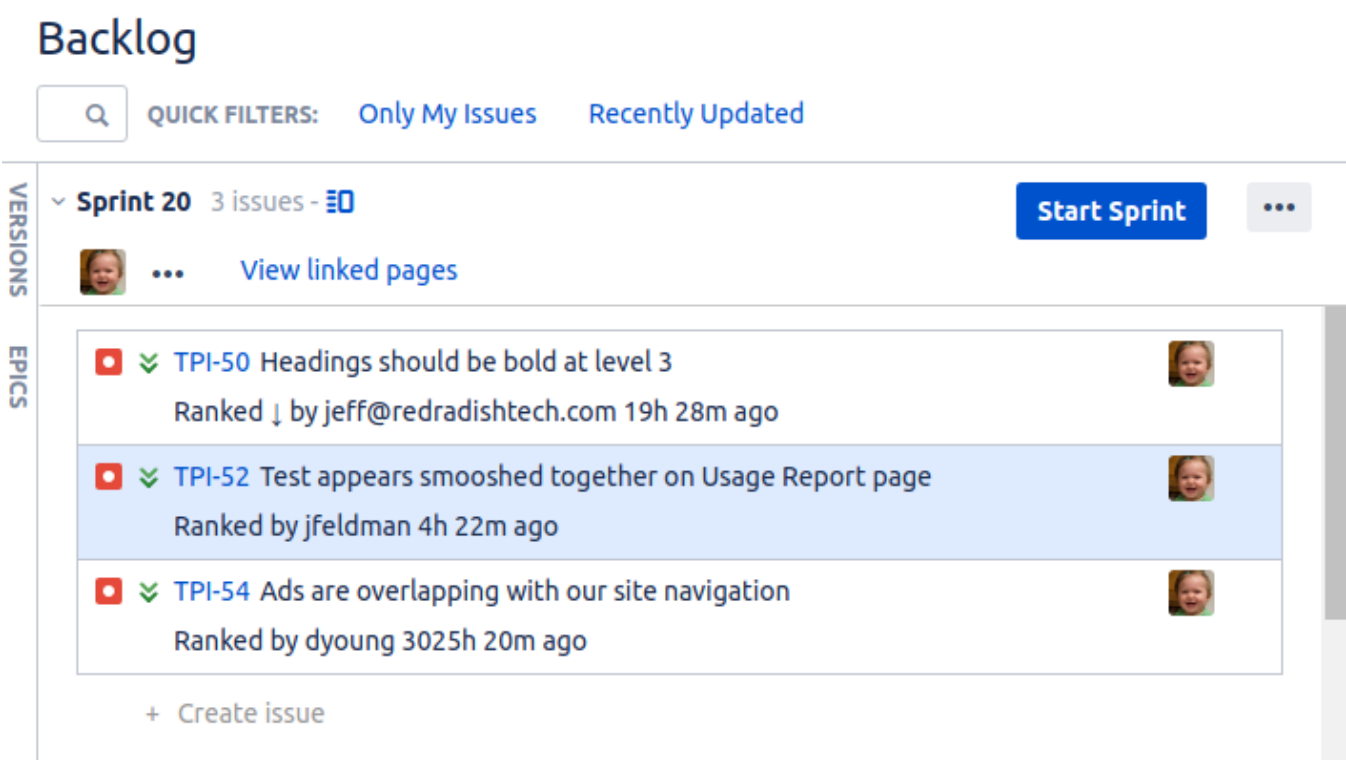 Backlog
QUICK FILTERS: Only My Issues Recently Updated
VERSIONS
EPICS
Sprint 20 3 issues - Start Sprint •••
••• View linked pages
TPI-50 Headings should be bold at level 3
Ranked ↓ by jeff@redradishtech.com 19h 28m ago
TPI-52 Test appears smooshed together on Usage Report page
Ranked by jfeldman 4h 22m ago
TPI-54 Ads are overlapping with our site navigation
Ranked by dyoung 3025h 20m ago
+ Create issue